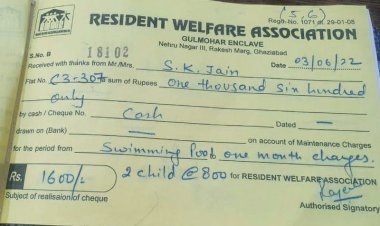 (5,6)
Regn-No. 1071 dt. 29-01-05
RESIDENT WELFARE ASSOCIATION
GULMOHAR ENCLAVE
Nehru Nagar III, Rakesh Marg, Ghaziabad
S.No. B 18102 Date 03/06/22
Received with thanks from Mr/Mrs. S.K. Jain
Flat No. C3-307 sum of Rupees One thousand Six hundred
only
by cash / Cheque No. Cash Dated —
drawn on (Bank) — on account of Maintenance Charges
for the period from Swimming Pool one month charges.
Rs. 1600/- 2 child @ 800 for RESIDENT WELFARE ASSOCIATION
Subject of realisaion of cheque Authorised Signatory